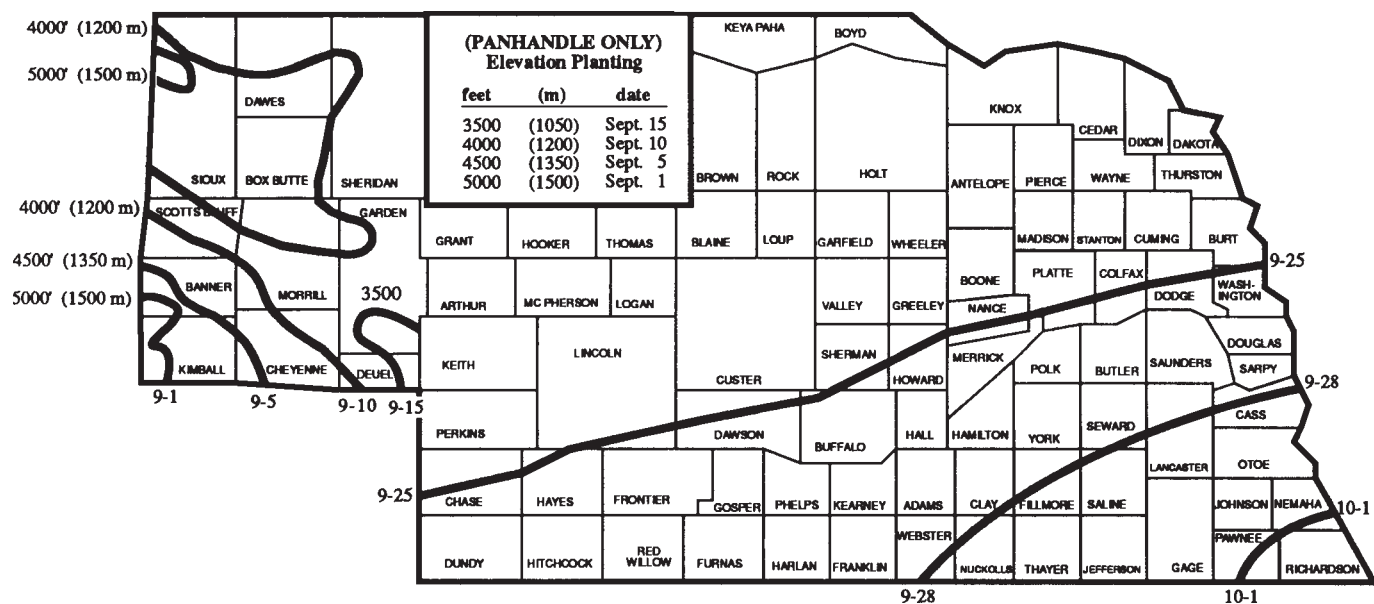 4000' (1200 m)
5000' (1500 m)
4000' (1200 m)
4500' (1350 m)
5000' (1500 m)
(PANHANDLE ONLY)
Elevation Planting
feet (m) date
3500 (1050) Sept. 15
4000 (1200) Sept. 10
4500 (1350) Sept. 5
5000 (1500) Sept. 1
KEYA PAHA
BOYD
DAWES
KNOX
CEDAR
DIXON
DAKOTA
SIOUX
BOX BUTTE
SHERIDAN
BROWN
ROCK
HOLT
ANTELOPE
PIERCE
WAYNE
THURSTON
SCOTTS BLUFF
GARDEN
GRANT
HOOKER
THOMAS
BLAINE
LOUP
GARFIELD
WHEELER
MADISON
STANTON
CUMING
BURT
9-25
BANNER
MORRILL
3500
ARTHUR
MC PHERSON
LOGAN
VALLEY
GREELEY
BOONE
NANCE
PLATTE
COLFAX
DODGE
WASH-
INGTON
KIMBALL
CHEYENNE
DEUEL
KEITH
LINCOLN
CUSTER
SHERMAN
HOWARD
MERRICK
POLK
BUTLER
SAUNDERS
DOUGLAS
SARPY
9-28
9-1
9-5
9-10
9-15
PERKINS
DAWSON
BUFFALO
HALL
HAMILTON
YORK
SEWARD
CASS
LANCASTER
OTOE
9-25
CHASE
HAYES
FRONTIER
GOSPER
PHELPS
KEARNEY
ADAMS
CLAY
FILLMORE
SALINE
JOHNSON
NEMAHA
10-1
DUNDY
HITCHCOCK
RED
WILLOW
FURNAS
HARLAN
FRANKLIN
WEBSTER
NUCKOLLS
THAYER
JEFFERSON
GAGE
PAWNEE
RICHARDSON
9-28
10-1